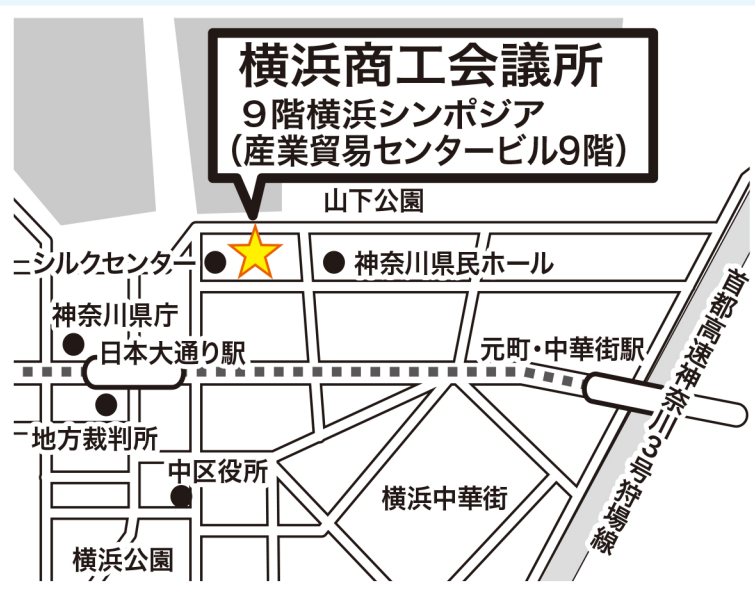 横浜商工会議所
９階横浜シンポジア
（産業貿易センタービル9階）
山下公園
シルクセンター
神奈川県民ホール
神奈川県庁
日本大通り駅
元町・中華街駅
首都高速神奈川3号狩場線
地方裁判所
中区役所
横浜中華街
横浜公園